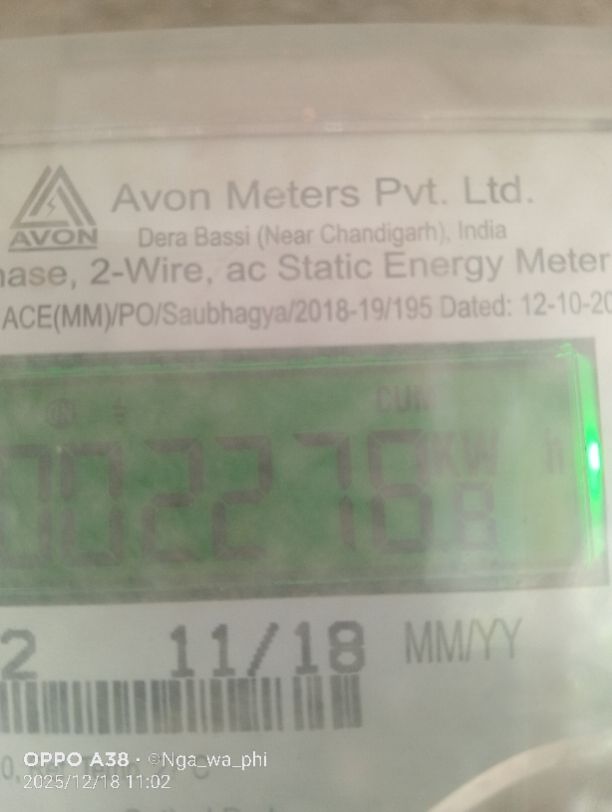 AVON
Avon Meters Pvt. Ltd.
Dera Bassi (Near Chandigarh), India
hase, 2-Wire, ac Static Energy Meter
ACE(MM)/PO/Saubhagya/2018-19/195 Dated: 12-10-20
CUM
002278 KW h
2 11/18 MM/YY
OPPO A38 · ©Nga_wa_phi
2025/12/18 11:02